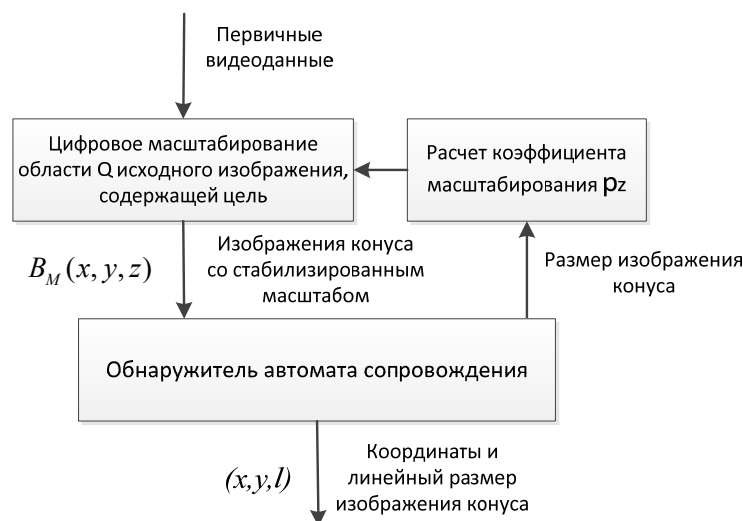 Первичные
видеоданные
Цифровое масштабирование
области Q исходного изображения,
содержащей цель
Расчет коэффициента
масштабирования pz
B_M (x, y, z)
Изображения конуса
со стабилизированным
масштабом
Размер изображения
конуса
Обнаружитель автомата сопровождения
(x,y,l)
Координаты и
линейный размер
изображения конуса